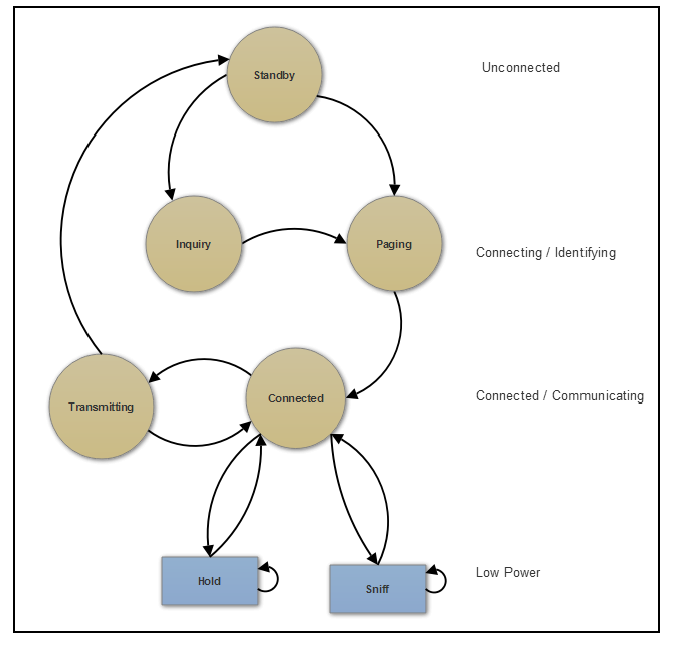 Standby
Unconnected
Inquiry
Paging
Connecting / Identifying
Transmitting
Connected
Connected / Communicating
Hold
Sniff
Low Power